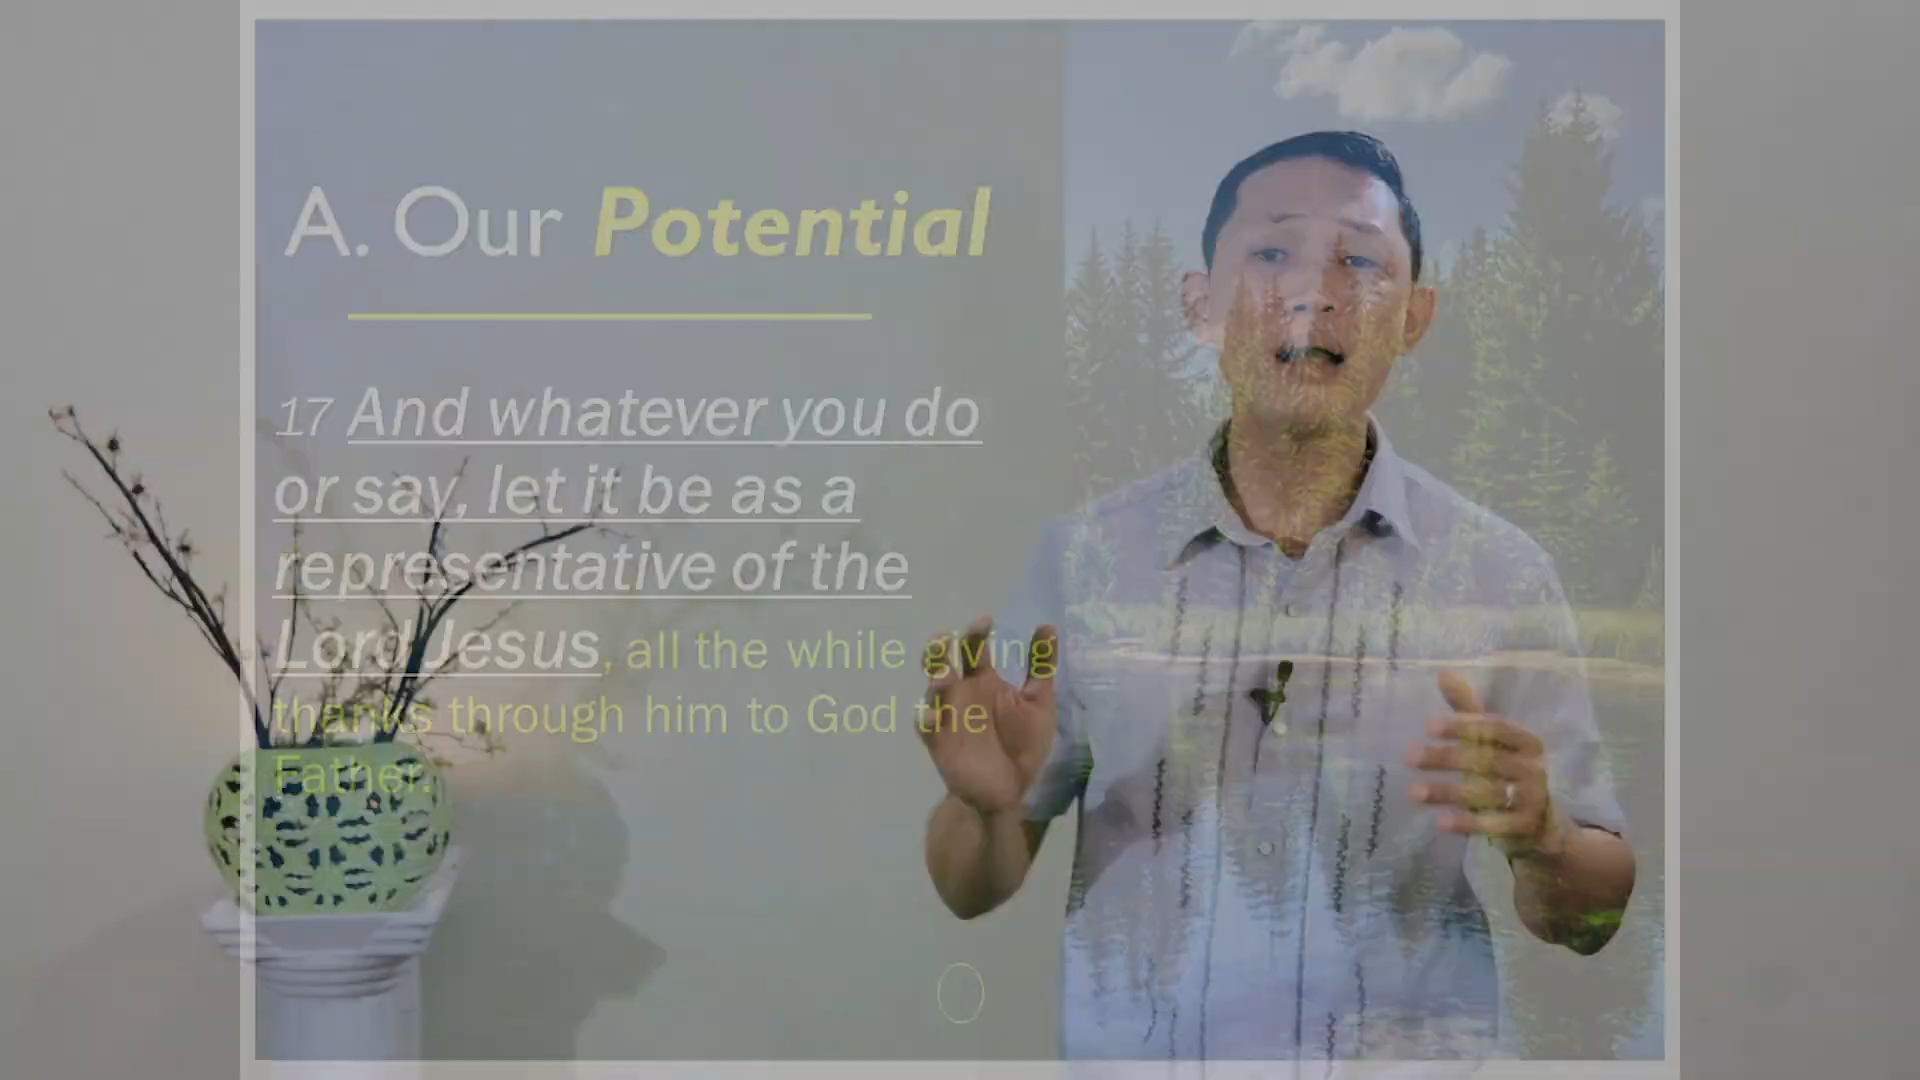 A. Our Potential
17 And whatever you do
or say, let it be as a
representative of the
Lord Jesus, all the while giving
thanks through him to God the
Father.